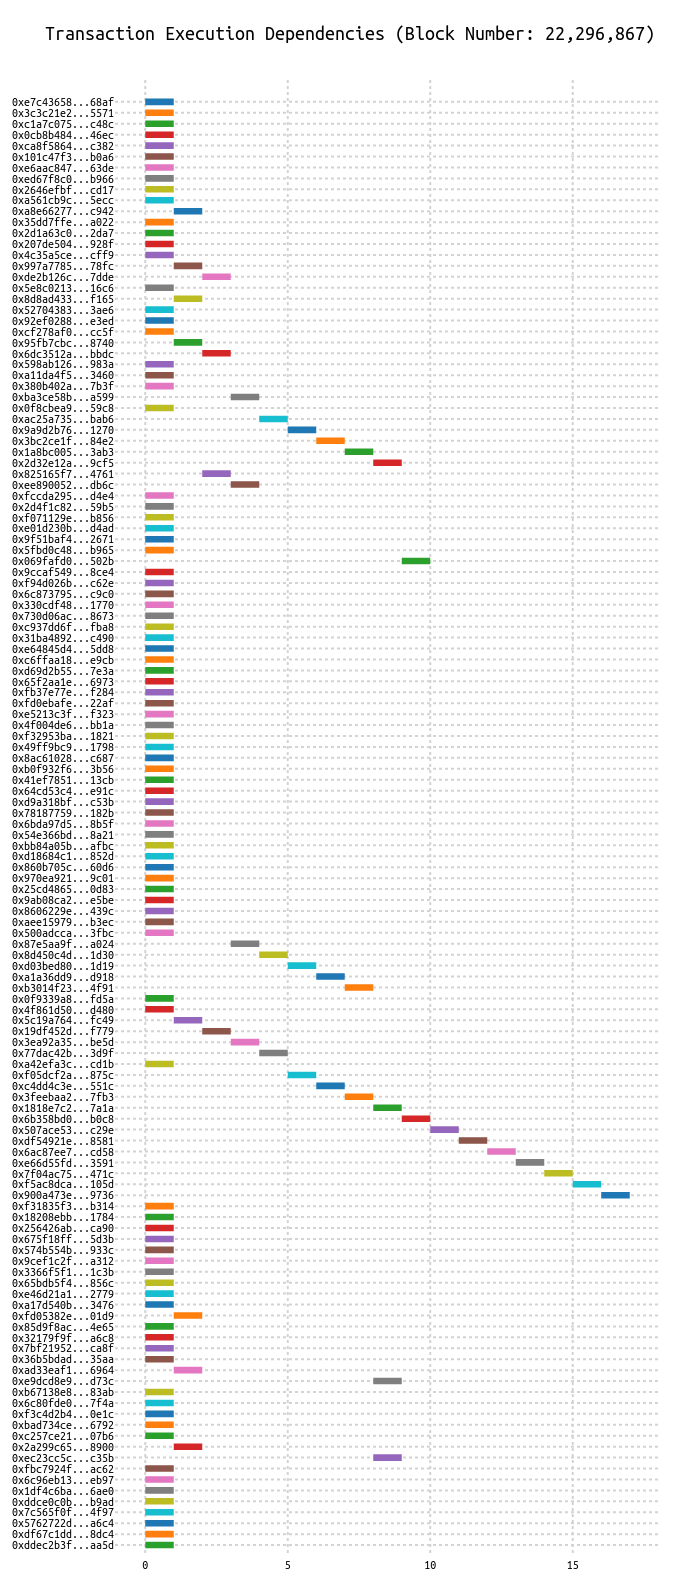 Transaction Execution Dependencies (Block Number: 22,296,867)
0xe7c43658...68af
0x3c3c21e2...5571
0xc1a7c075...c48c
0x0cb8b484...46ec
0xca8f5864...c382
0x101c47f3...b0a6
0xe6aac847...63de
0xed67f8c0...b966
0x2646efbf...cd17
0xa561cb9c...5ecc
0xa8e66277...c942
0x35dd7ffe...a022
0x2d1a63c0...2da7
0x207de504...928f
0x4c35a5ce...cff9
0x997a7785...78fc
0xde2b126c...7dde
0x5e8c0213...16c6
0x8d8ad433...f165
0x52704383...3ae6
0x92ef0288...e3ed
0xcf278af0...cc5f
0x95fb7cbc...8740
0x6dc3512a...bbdc
0x598ab126...983a
0xa11da4f5...3460
0x380b402a...7b3f
0xba3ce58b...a599
0x0f8cbea9...59c8
0xac25a735...bab6
0x9a9d2b76...1270
0x3bc2ce1f...84e2
0x1a8bc005...3ab3
0x2d32e12a...9cf5
0x825165f7...4761
0xee890052...db6c
0xfccda295...d4e4
0x2d4f1c82...59b5
0xf071129e...b856
0xe01d230b...d4ad
0x9f51baf4...2671
0x5fbd0c48...b965
0x069fafd0...502b
0x9ccaf549...8ce4
0xf94d026b...c62e
0x6c873795...c9c0
0x330cdf48...1770
0x730d06ac...8673
0xc937dd6f...fba8
0x31ba4892...c490
0xe64845d4...5dd8
0xc6ffaa18...e9cb
0xd69d2b55...7e3a
0x65f2aa1e...6973
0xfb37e77e...f284
0xfd0ebafe...22af
0xe5213c3f...f323
0x4f004de6...bb1a
0xf32953ba...1821
0x49ff9bc9...1798
0x8ac61028...c687
0xb0f932f6...3b56
0x41ef7851...13cb
0x64cd53c4...e91c
0xd9a318bf...c53b
0x78187759...182b
0x6bda97d5...8b5f
0x54e366bd...8a21
0xbb84a05b...afbc
0xd18684c1...852d
0x860b705c...60d6
0x970ea921...9c01
0x25cd4865...0d83
0x9ab08ca2...e5be
0x8606229e...439c
0xaee15979...b3ec
0x500adcca...3fbc
0x87e5aa9f...a024
0x8d450c4d...1d30
0xd03bed80...1d19
0xa1a36dd9...d918
0xb3014f23...4f91
0x0f9339a8...fd5a
0x4f861d50...d480
0x5c19a764...fc49
0x19df452d...f779
0x3ea92a35...be5d
0x77dac42b...3d9f
0xa42efa3c...cd1b
0xf05dcf2a...875c
0xc4dd4c3e...551c
0x3feebaa2...7fb3
0x1818e7c2...7a1a
0x6b358bd0...b0c8
0x507ace53...c29e
0xdf54921e...8581
0x6ac87ee7...cd58
0xe66d55fd...3591
0x7f04ac75...471c
0xf5ac8dca...105d
0x900a473e...9736
0xf31835f3...b314
0x18208ebb...1784
0x256426ab...ca90
0x675f18ff...5d3b
0x574b554b...933c
0x9cef1c2f...a312
0x3366f5f1...1c3b
0x65bdb5f4...856c
0xe46d21a1...2779
0xa17d540b...3476
0xfd05382e...01d9
0x85d9f8ac...4e65
0x32179f9f...a6c8
0x7bf21952...ca8f
0x36b5bdad...35aa
0xad33eaf1...6964
0xe9dcd8e9...d73c
0xb67138e8...83ab
0x6c80fde0...7f4a
0xf3c4d2b4...0e1c
0xbad734ce...6792
0xc257ce21...07b6
0x2a299c65...8900
0xec23cc5c...c35b
0xfbc7924f...ac62
0x6c96eb13...eb97
0x1df4c6ba...6ae0
0xddce0c0b...b9ad
0x7c565f0f...4f97
0x5762722d...a6c4
0xdf67c1dd...8dc4
0xddec2b3f...aa5d
0 5 10 15